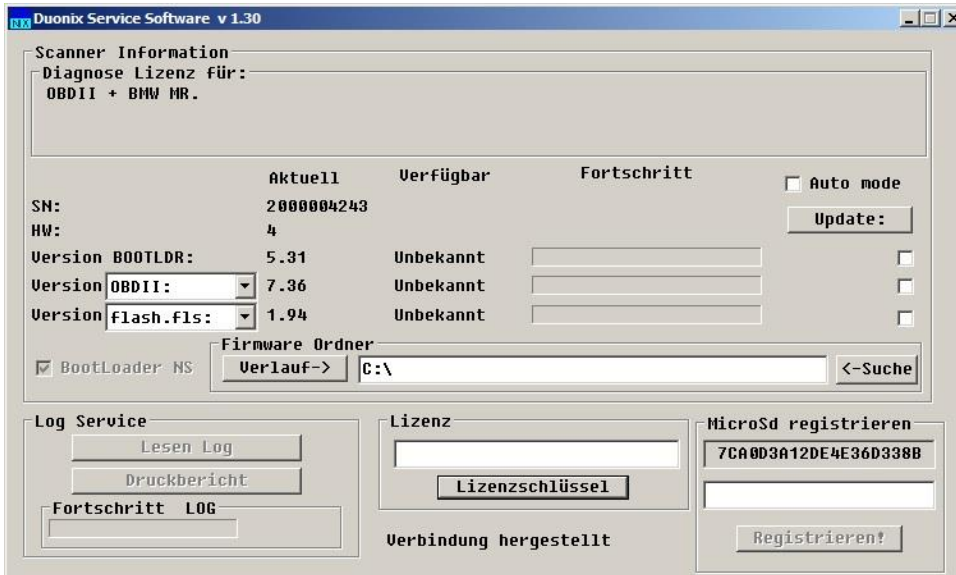 NX Duonix Service Software v 1.30
Scanner Information
Diagnose Lizenz für:
OBDII + BMW MR.
Aktuell Verfügbar Fortschritt Auto mode
SN: 2000004243
Update:
HW: 4
Version BOOTLDR: 5.31 Unbekannt
Version OBDII: 7.36 Unbekannt
Version flash.fls: 1.94 Unbekannt
Firmware Ordner
BootLoader NS Verlauf-> C:\ <-Suche
Log Service
Lesen Log
Druckbericht
Fortschritt LOG
Lizenz
Lizenzschlüssel
Verbindung hergestellt
MicroSd registrieren
7CA0D3A12DE4E36D338B
Registrieren!